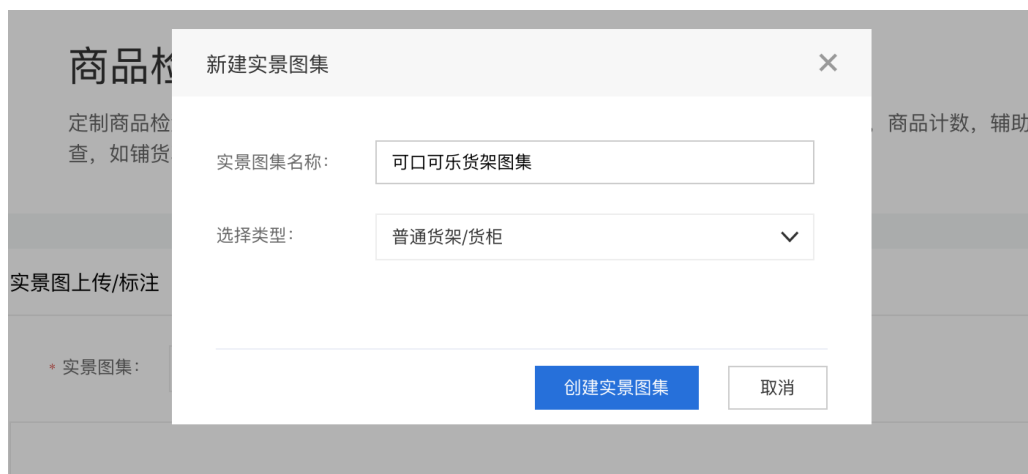 商品检
新建实景图集
定制商品检
商品计数，辅助
查，如铺货
实景图集名称：
可口可乐货架图集
选择类型：
普通货架/货柜
实景图上传/标注
* 实景图集：
创建实景图集
取消